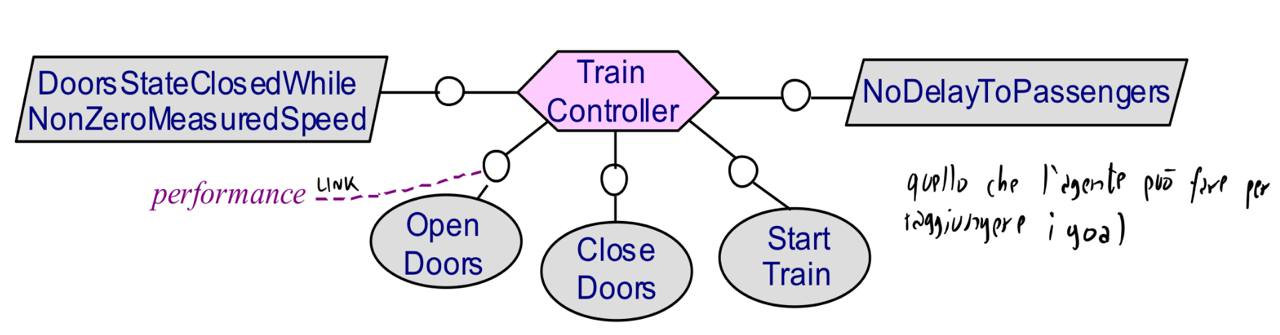 DoorsStateClosedWhile
NonZeroMeasuredSpeed
Train
Controller
NoDelayToPassengers
performance LINK
Open
Doors
Close
Doors
Start
Train
quello che l'agente può fare per
raggiungere i goal